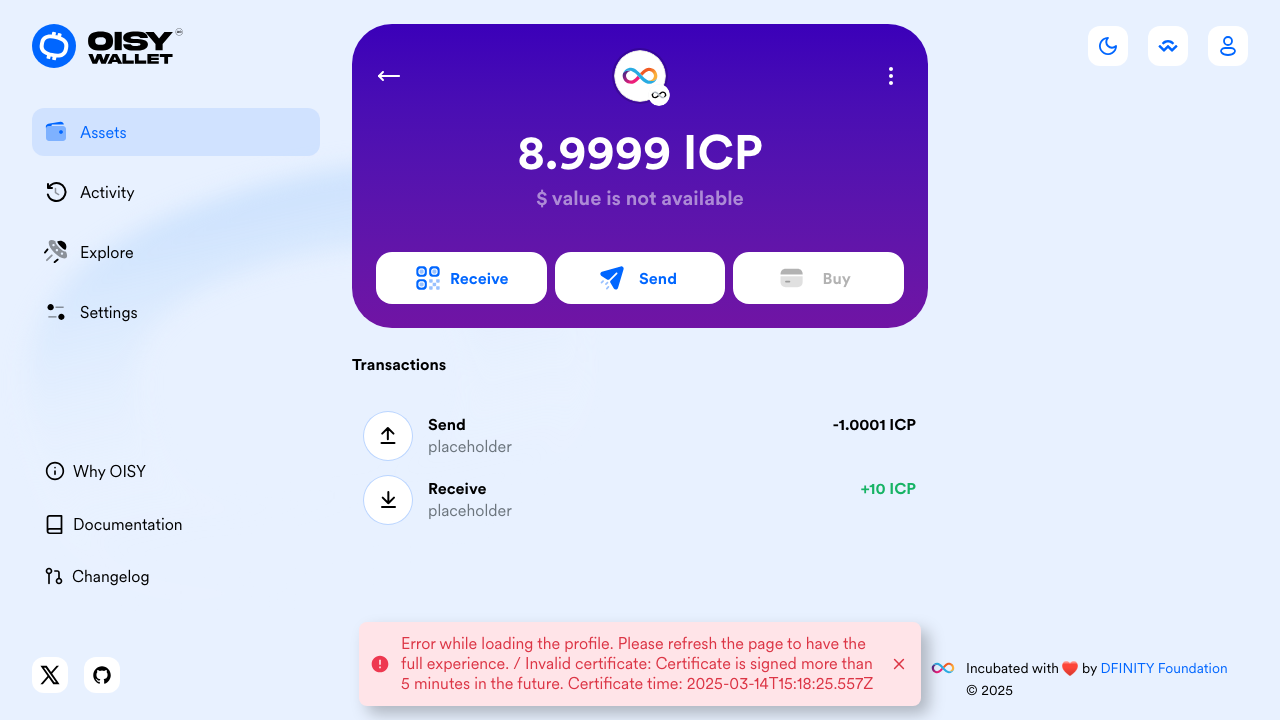 OISY
WALLET
Assets
Activity
Explore
Settings
Why OISY
Documentation
Changelog
8.9999 ICP
$ value is not available
Receive
Send
Buy
Transactions
Send
-1.0001 ICP
placeholder
Receive
+10 ICP
placeholder
Error while loading the profile. Please refresh the page to have the
full experience. / Invalid certificate: Certificate is signed more than
5 minutes in the future. Certificate time: 2025-03-14T15:18:25.557Z
Incubated with ❤️ by DFINITY Foundation
© 2025